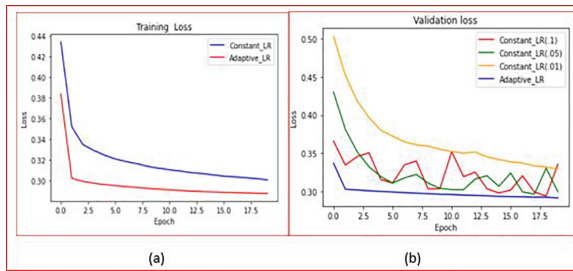 Training Loss
0.44
0.42
0.40
0.38
0.36
0.34
0.32
0.30
Loss
Constant_LR
Adaptive_LR
0.0 2.5 5.0 7.5 10.0 12.5 15.0 17.5
Epoch
(a)
Validation loss
0.50
0.45
0.40
0.35
0.30
Loss
Constant_LR(.1)
Constant_LR(.05)
Constant_LR(.01)
Adaptive_LR
0.0 2.5 5.0 7.5 10.0 12.5 15.0 17.5
Epoch
(b)